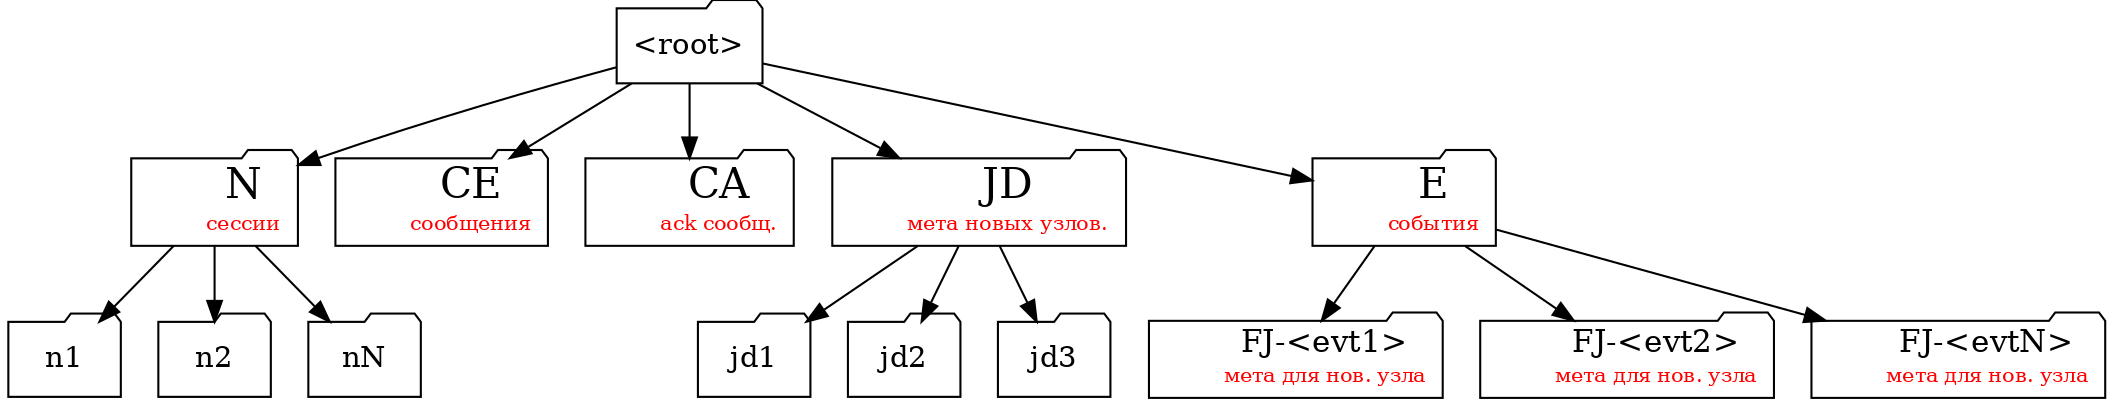 <root>
N
сессии
CE
сообщения
CA
ack сообщ.
JD
мета новых узлов.
E
события
n1
n2
nN
jd1
jd2
jd3
FJ-<evt1>
мета для нов. узла
FJ-<evt2>
мета для нов. узла
FJ-<evtN>
мета для нов. узла